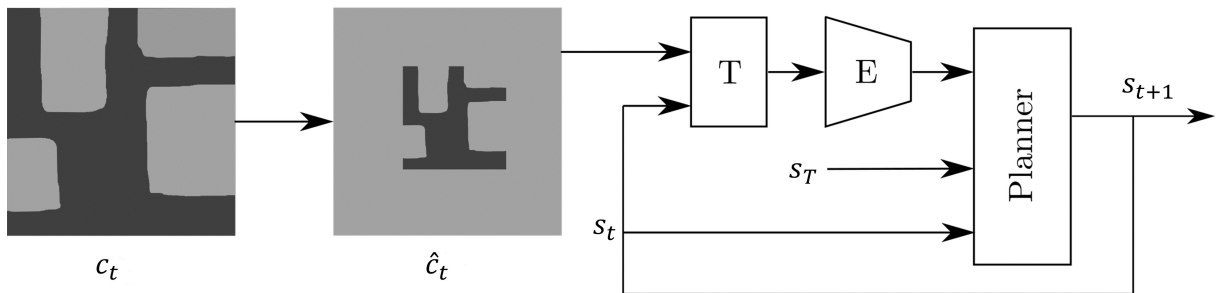 T
E
Planner
s_{t+1}
s_T
s_t
c_t
ĉ_t